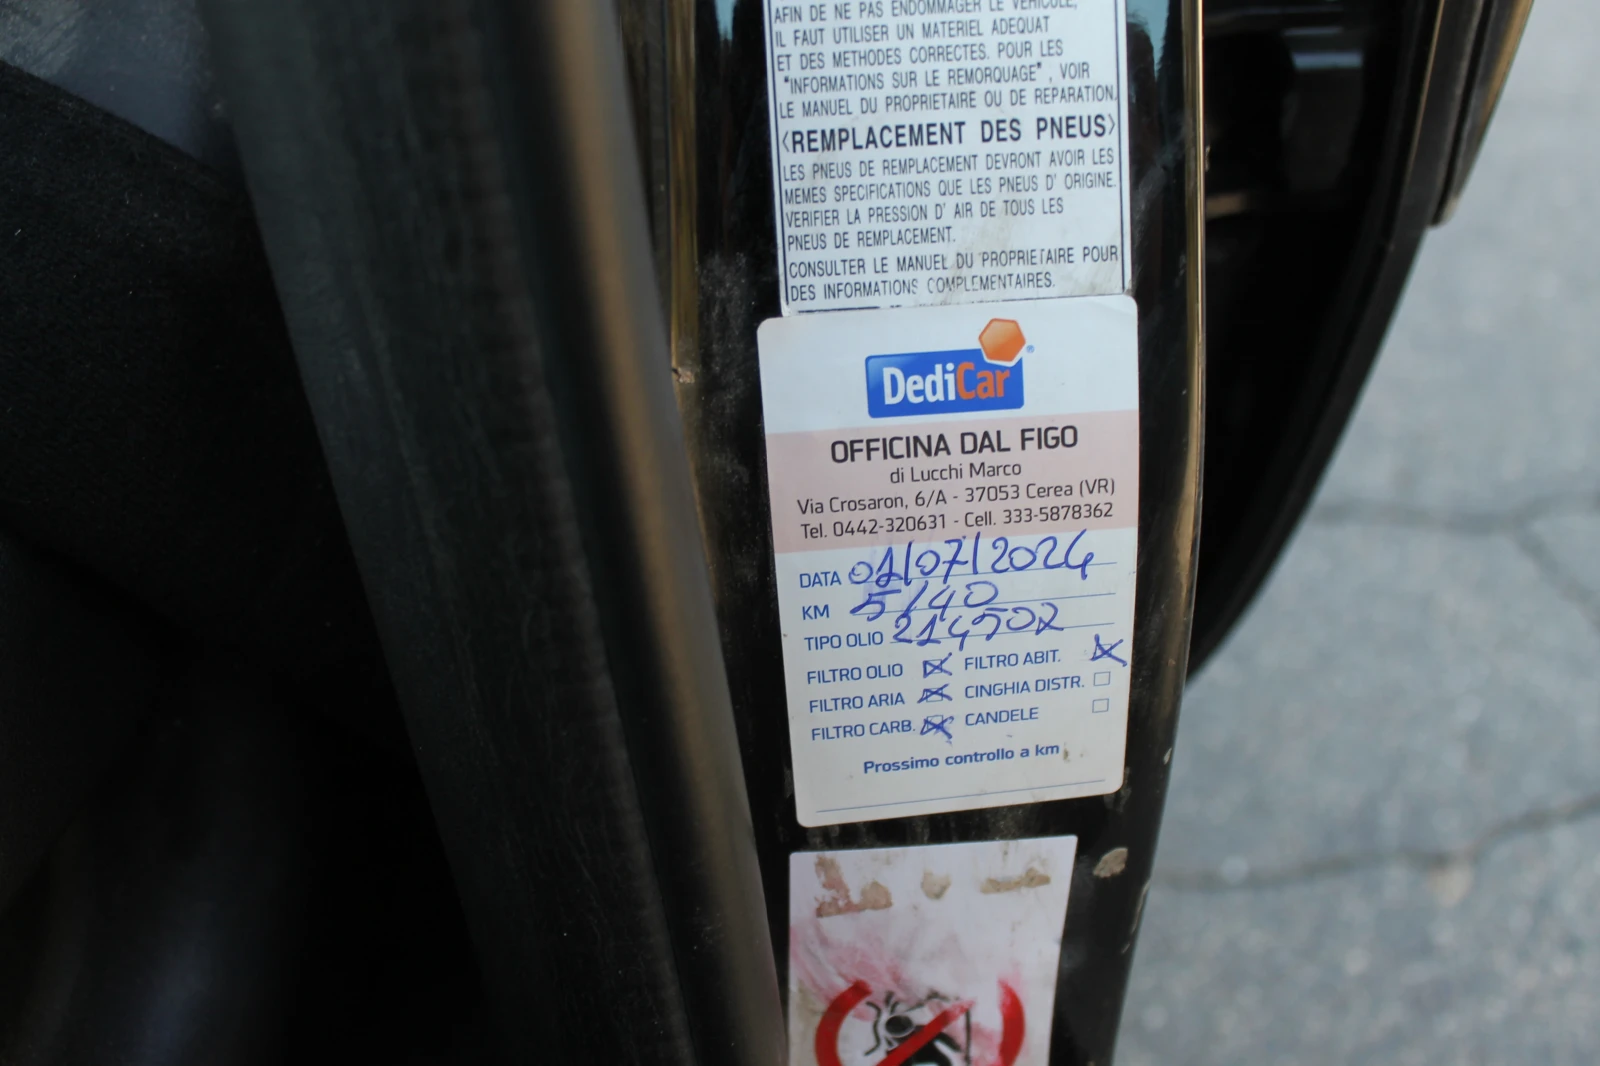 AFIN DE NE PAS ENDOMMAGER LE VEHICULE,
IL FAUT UTILISER UN MATERIEL ADEQUAT
ET DES METHODES CORRECTES. POUR LES
"INFORMATIONS SUR LE REMORQUAGE", VOIR
LE MANUEL DU PROPRIETAIRE OU DE REPARATION.
<REMPLACEMENT DES PNEUS>
LES PNEUS DE REMPLACEMENT DEVRONT AVOIR LES
MEMES SPECIFICATIONS QUE LES PNEUS D' ORIGINE.
VERIFIER LA PRESSION D' AIR DE TOUS LES
PNEUS DE REMPLACEMENT.
CONSULTER LE MANUEL DU PROPRIETAIRE POUR
DES INFORMATIONS COMPLEMENTAIRES.
DediCar®
OFFICINA DAL FIGO
di Lucchi Marco
Via Crosaron, 6/A - 37053 Cerea (VR)
Tel. 0442-320631 - Cell. 333-5878362
DATA 01/07/2024
KM 5/40
TIPO OLIO 214502
FILTRO OLIO FILTRO ABIT.
FILTRO ARIA CINGHIA DISTR.
FILTRO CARB. CANDELE
Prossimo controllo a km